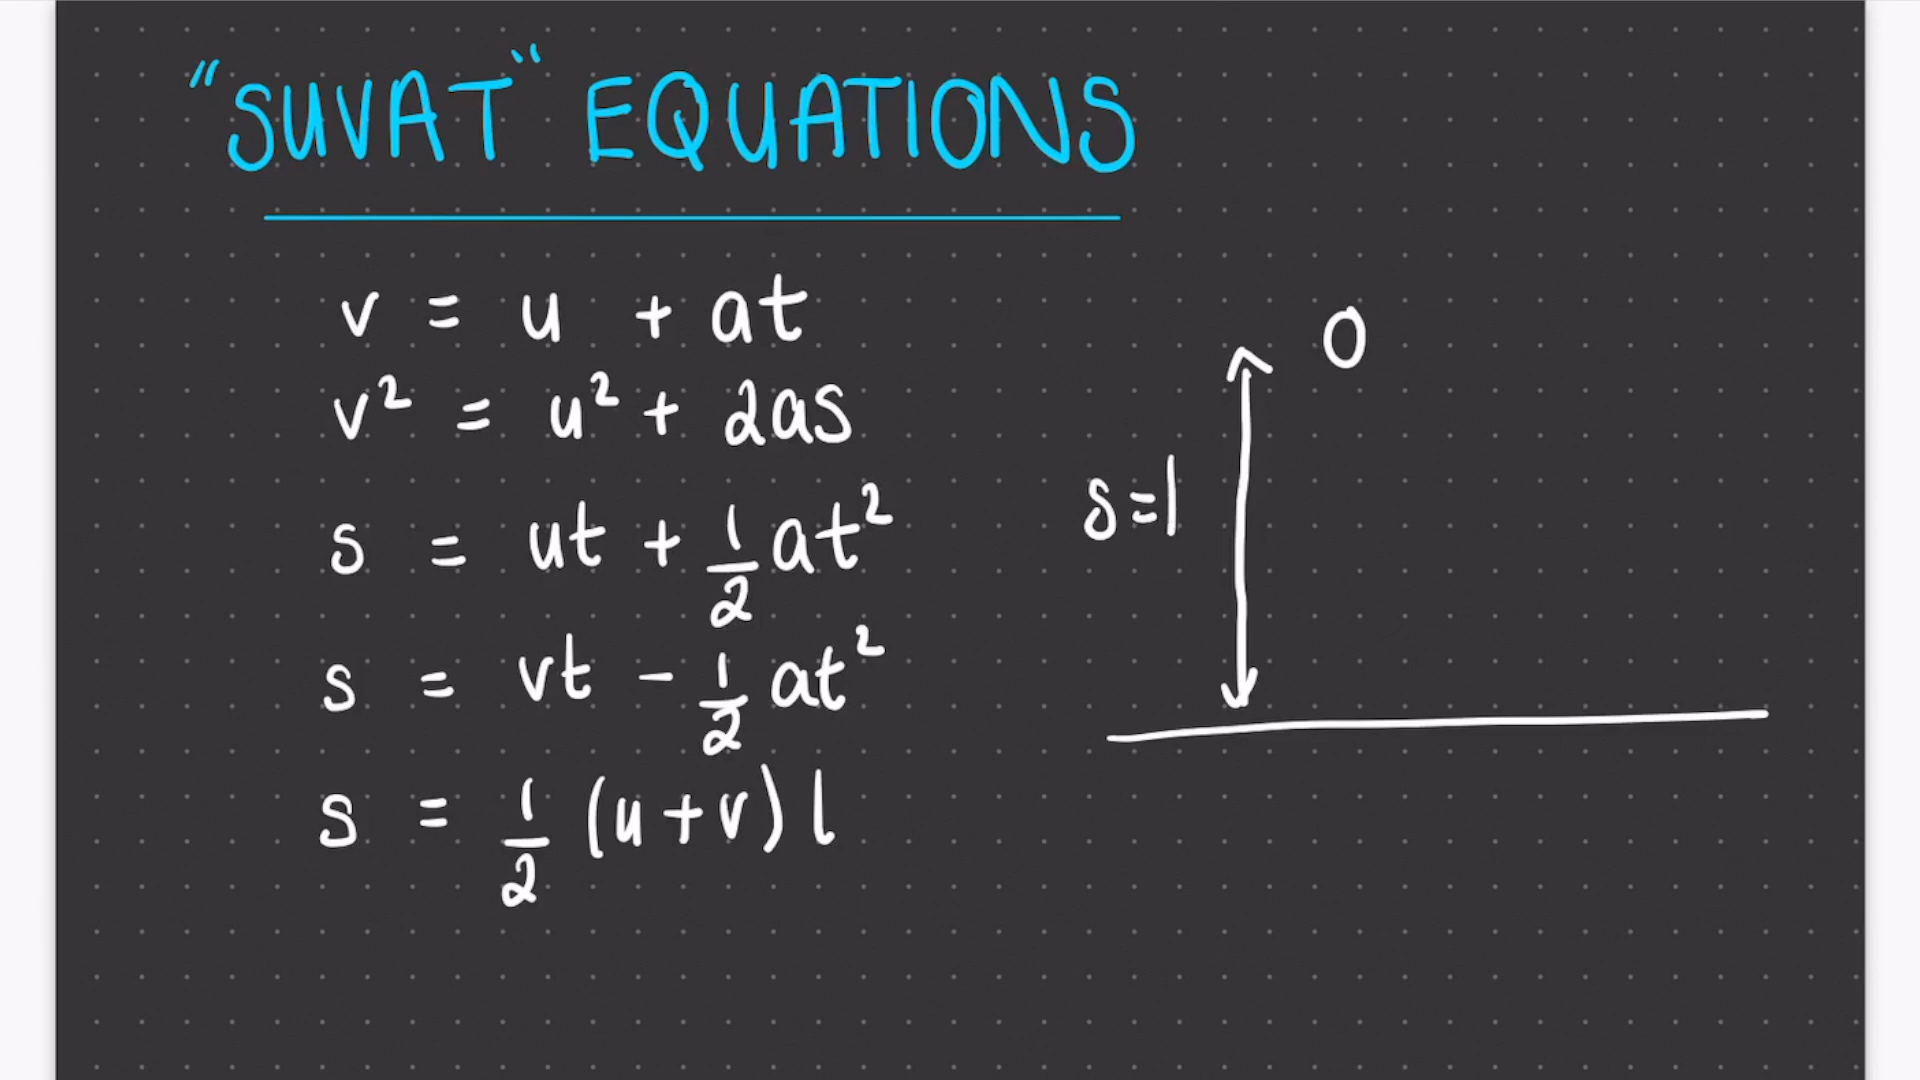 "SUVAT" EQUATIONS
v = u + at
v² = u² + 2as
s = ut + ½at²
s = vt - ½at²
s = ½(u+v)l
O
s=1